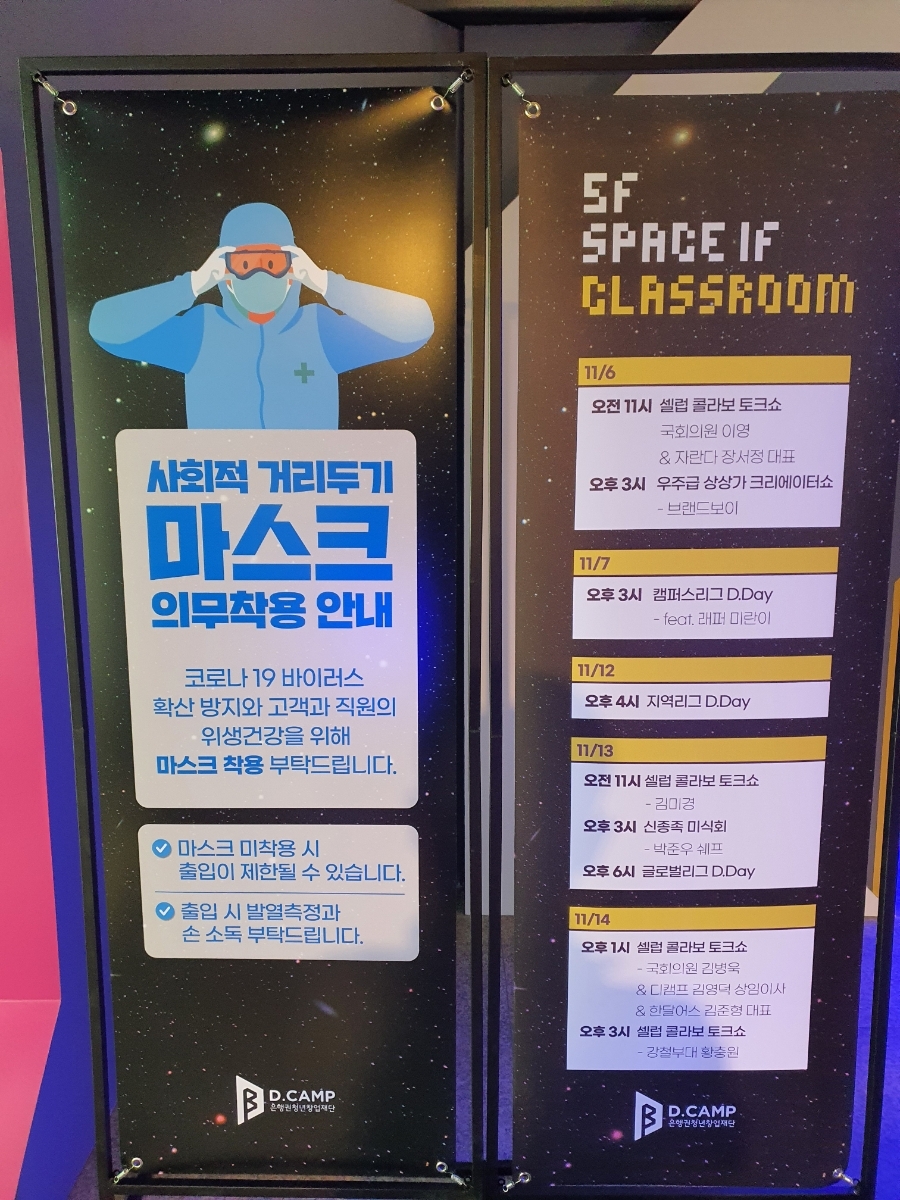 사회적 거리두기
마스크
의무착용 안내
코로나 19 바이러스
확산 방지와 고객과 직원의
위생건강을 위해
마스크 착용 부탁드립니다.
마스크 미착용 시
출입이 제한될 수 있습니다.
출입 시 발열측정과
손 소독 부탁드립니다.
D.CAMP
은행권청년창업재단
SF
SPACE IF
CLASSROOM
11/6
오전 11시 셀럽 콜라보 토크쇼
국회의원 이영
& 자란다 장서정 대표
오후 3시 우주급 상상가 크리에이터쇼
- 브랜드보이
11/7
오후 3시 캠퍼스리그 D.Day
- feat. 래퍼 미란이
11/12
오후 4시 지역리그 D.Day
11/13
오전 11시 셀럽 콜라보 토크쇼
- 김미경
오후 3시 신종족 미식회
- 박준우 쉐프
오후 6시 글로벌리그 D.Day
11/14
오후 1시 셀럽 콜라보 토크쇼
- 국회의원 김병욱
& 디캠프 김영덕 상임이사
& 한달어스 김준형 대표
오후 3시 셀럽 콜라보 토크쇼
- 강철부대 황충원
D.CAMP
은행권청년창업재단